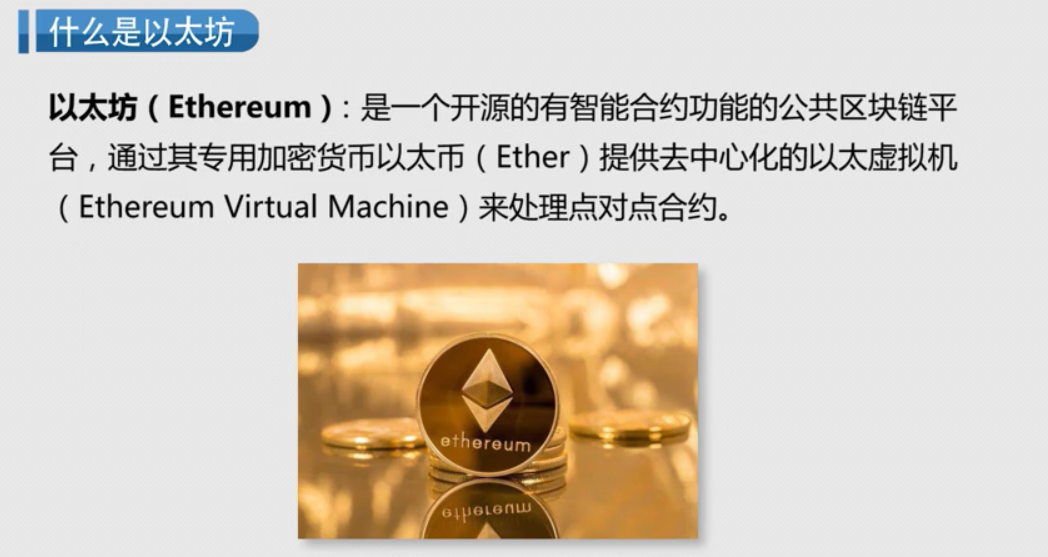 什么是以太坊
以太坊（Ethereum）：是一个开源的有智能合约功能的公共区块链平
台，通过其专用加密货币以太币（Ether）提供去中心化的以太虚拟机
（Ethereum Virtual Machine）来处理点对点合约。
ethereum
ethereum